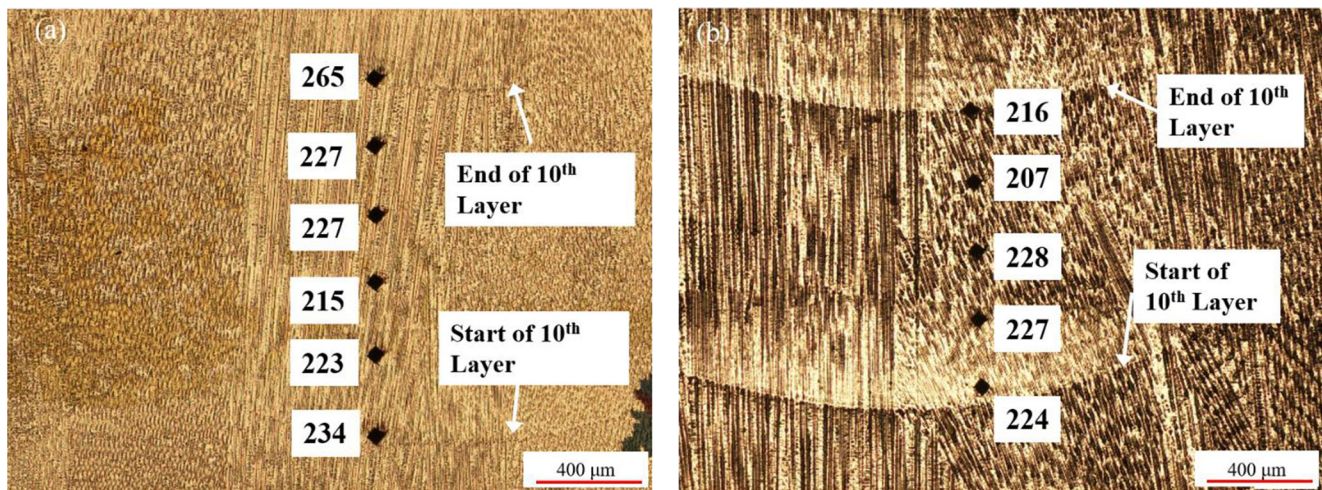 (a)
265
227
End of 10th
Layer
227
215
Start of 10th
Layer
223
234
400 μm
(b)
End of 10th
Layer
216
207
228
Start of
10th Layer
227
224
400 μm